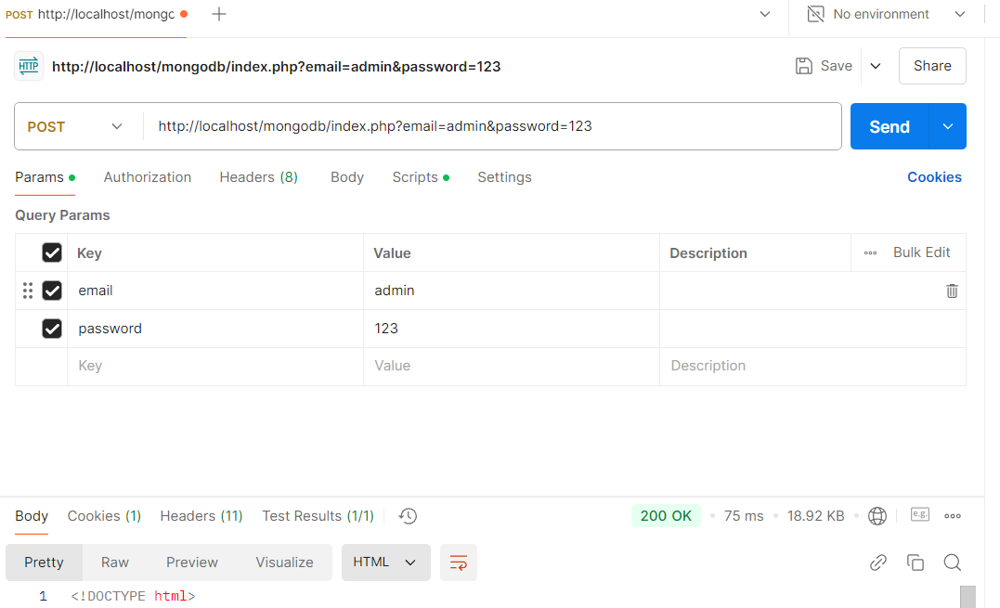 POST http://localhost/mongc
No environment
HTTP http://localhost/mongodb/index.php?email=admin&password=123
Save
Share
POST http://localhost/mongodb/index.php?email=admin&password=123
Send
Params Authorization Headers (8) Body Scripts Settings Cookies
Query Params
Key Value Description Bulk Edit
email admin
password 123
Key Value Description
Body Cookies (1) Headers (11) Test Results (1/1) 200 OK 75 ms 18.92 KB e.g.
Pretty Raw Preview Visualize HTML
1 <!DOCTYPE html>